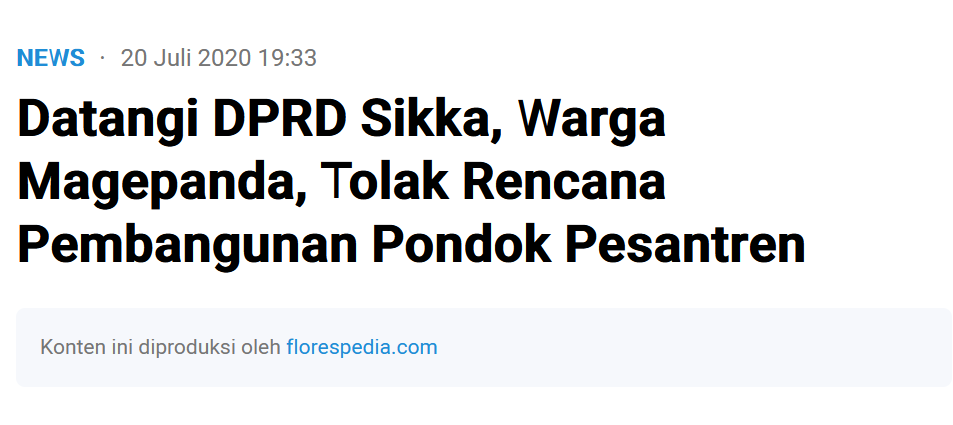 NEWS · 20 Juli 2020 19:33
Datangi DPRD Sikka, Warga
Magepanda, Tolak Rencana
Pembangunan Pondok Pesantren
Konten ini diproduksi oleh florespedia.com